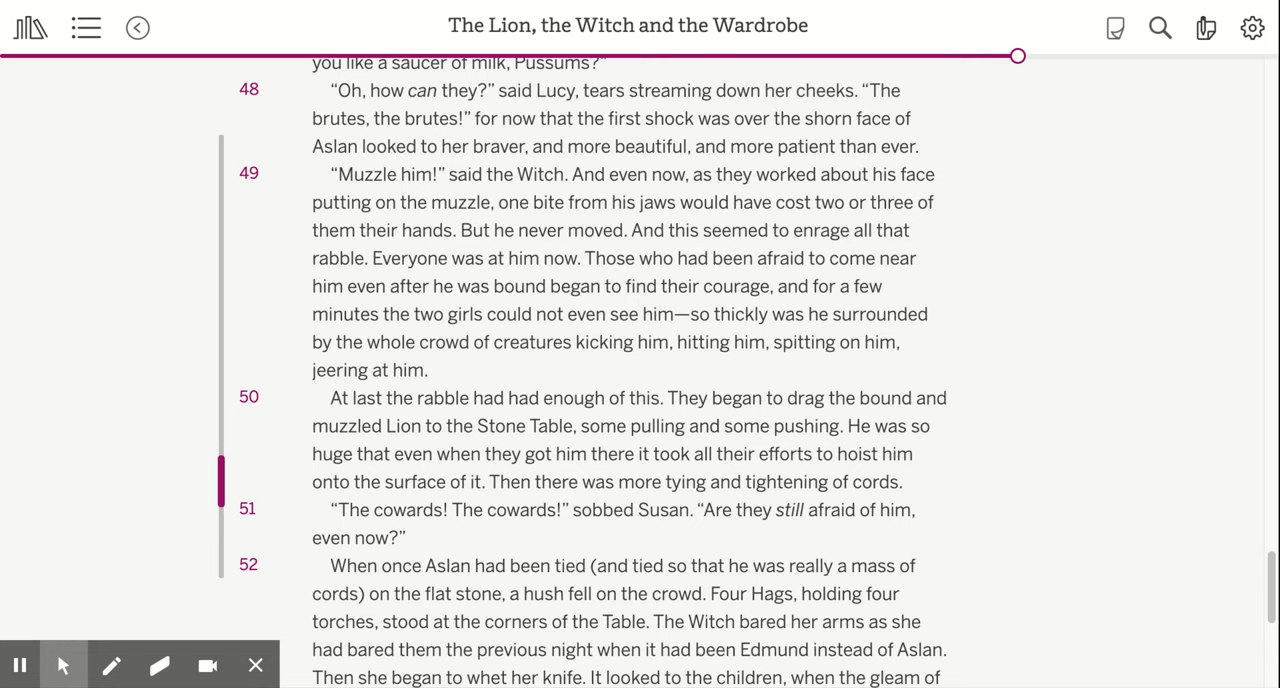 The Lion, the Witch and the Wardrobe
you like a saucer of milk, Pussums?”
48 “Oh, how can they?” said Lucy, tears streaming down her cheeks. “The
brutes, the brutes!” for now that the first shock was over the shorn face of
Aslan looked to her braver, and more beautiful, and more patient than ever.
49 “Muzzle him!” said the Witch. And even now, as they worked about his face
putting on the muzzle, one bite from his jaws would have cost two or three of
them their hands. But he never moved. And this seemed to enrage all that
rabble. Everyone was at him now. Those who had been afraid to come near
him even after he was bound began to find their courage, and for a few
minutes the two girls could not even see him—so thickly was he surrounded
by the whole crowd of creatures kicking him, hitting him, spitting on him,
jeering at him.
50 At last the rabble had had enough of this. They began to drag the bound and
muzzled Lion to the Stone Table, some pulling and some pushing. He was so
huge that even when they got him there it took all their efforts to hoist him
onto the surface of it. Then there was more tying and tightening of cords.
51 “The cowards! The cowards!” sobbed Susan. “Are they still afraid of him,
even now?”
52 When once Aslan had been tied (and tied so that he was really a mass of
cords) on the flat stone, a hush fell on the crowd. Four Hags, holding four
torches, stood at the corners of the Table. The Witch bared her arms as she
had bared them the previous night when it had been Edmund instead of Aslan.
Then she began to whet her knife. It looked to the children, when the gleam of